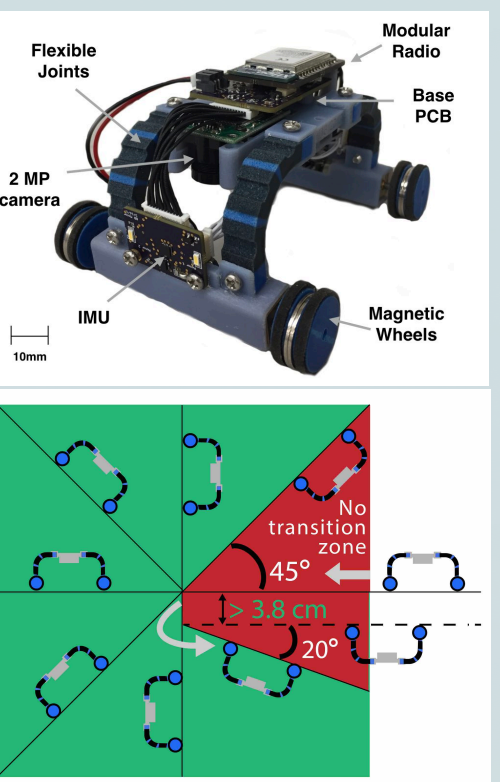 Flexible
Joints
Modular
Radio
Base
PCB
2 MP
camera
IMU
Magnetic
Wheels
10mm
No
transition
zone
45°
> 3.8 cm
20°